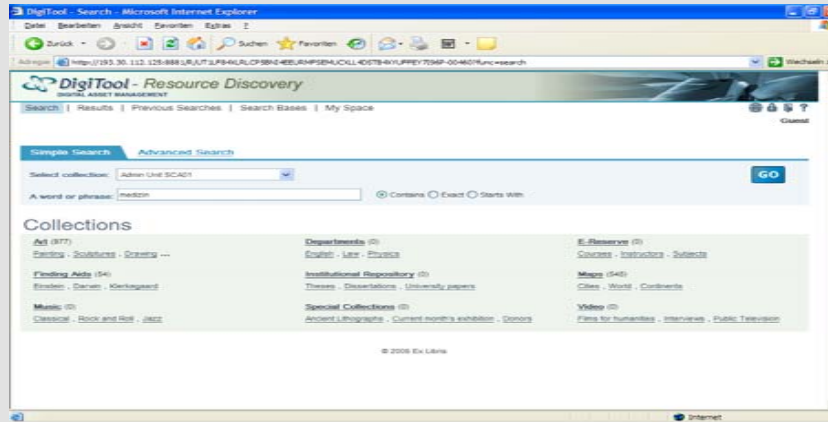 DigiTool - Search - Microsoft Internet Explorer
Datei Bearbeiten Ansicht Favoriten Extras ?
Zurück Suchen Favoriten
Adresse Wechseln
DigiTool - Resource Discovery
DIGITAL ASSET MANAGEMENT
Search | Results | Previous Searches | Search Bases | My Space
Guest
Simple Search Advanced Search
Select collection: Admin Unit SCA01 GO
A word or phrase: medizin Contains Exact Starts With
Collections
Art (877) Departments (0) E-Reserve (0)
Painting . Sculptures . Drawing ... English . Law . Physics Courses . Instructors . Subjects
Finding Aids (54) Institutional Repository (0) Maps (540)
Einstein . Darwin . Kierkegaard Theses . Dissertations . University papers Cities . World . Continents
Music (0) Special Collections (0) Video (0)
Classical . Rock and Roll . Jazz Ancient Lithographs . Current month's exhibition . Donors Films for humanities . Interviews . Public Television
© 2006 Ex Libris
Internet